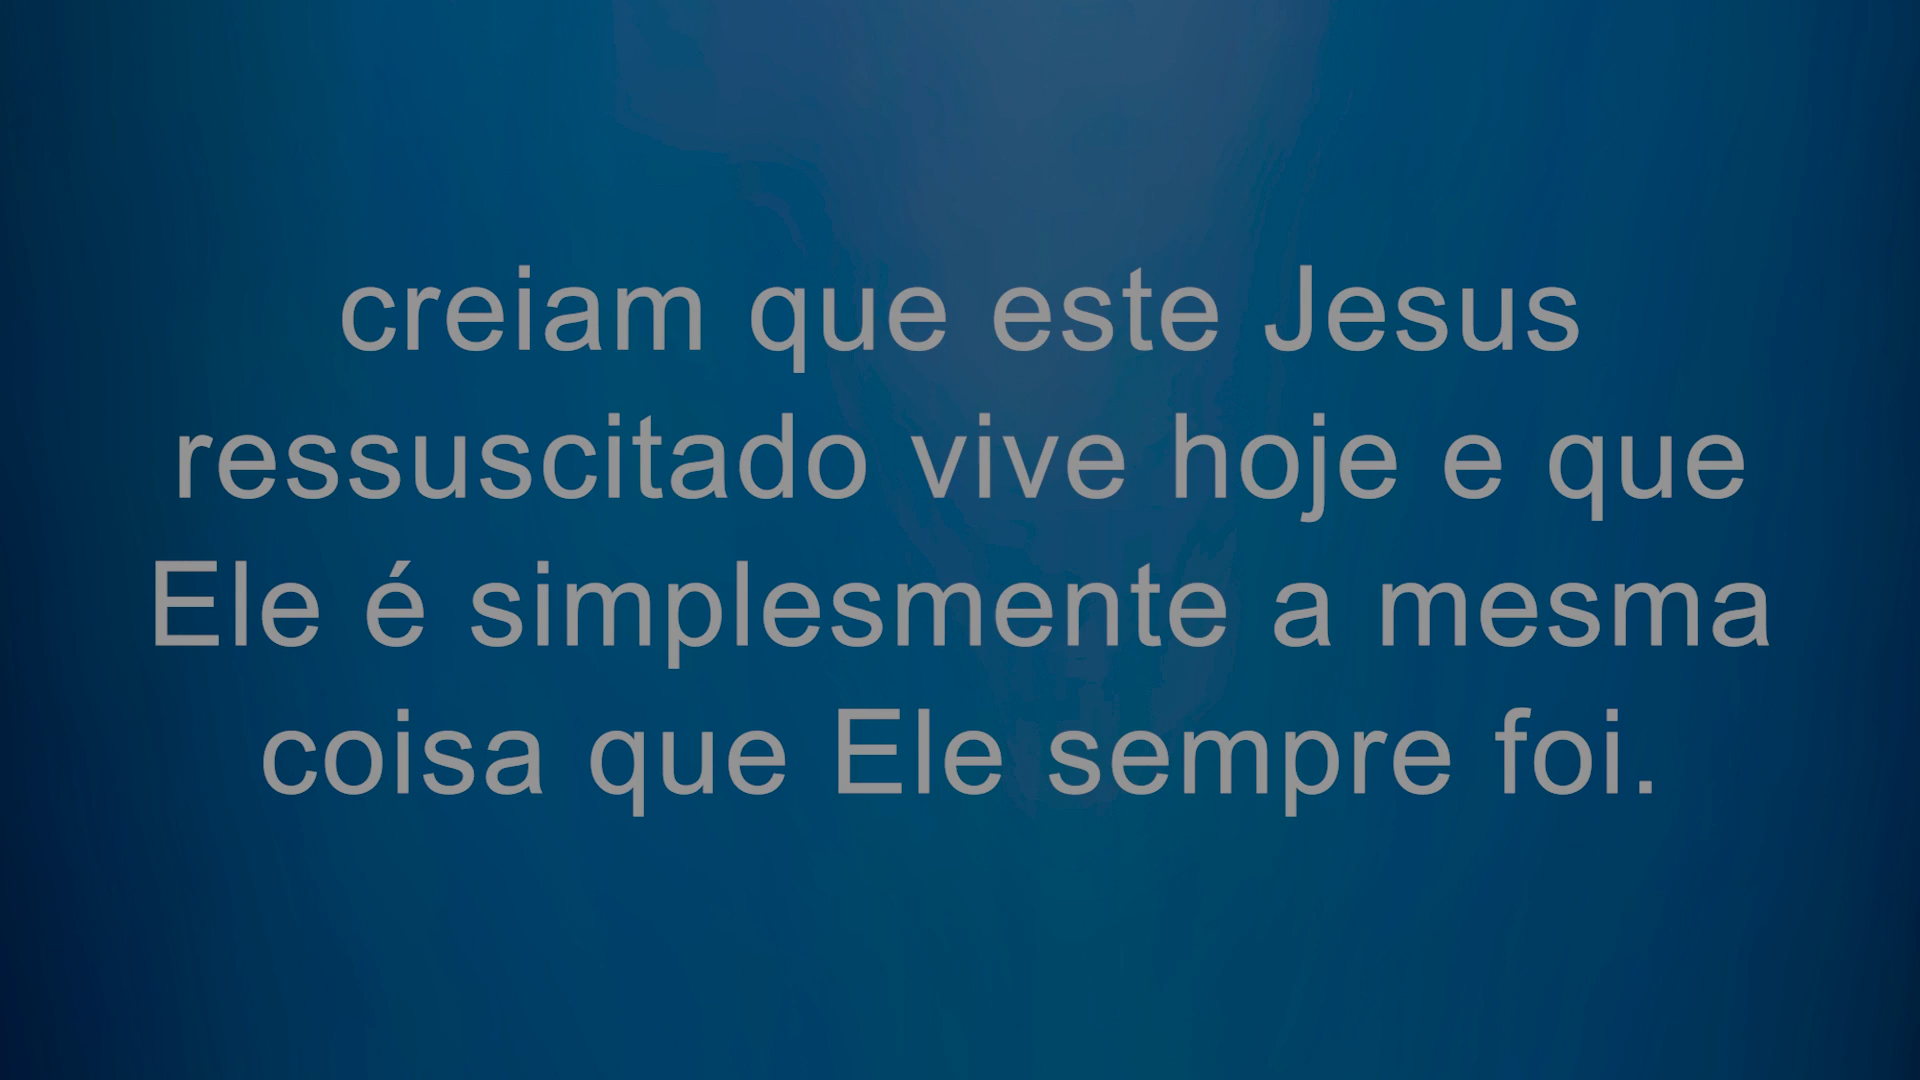 creiam que este Jesus
ressuscitado vive hoje e que
Ele é simplesmente a mesma
coisa que Ele sempre foi.